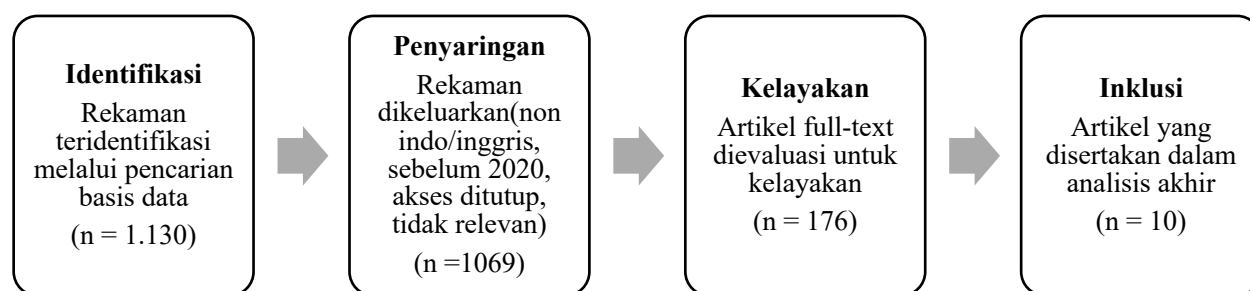 Identifikasi
Rekaman
teridentifikasi
melalui pencarian
basis data
(n = 1.130)
Penyaringan
Rekaman
dikeluarkan(non
indo/inggris,
sebelum 2020,
akses ditutup,
tidak relevan)
(n =1069)
Kelayakan
Artikel full-text
dievaluasi untuk
kelayakan
(n = 176)
Inklusi
Artikel yang
disertakan dalam
analisis akhir
(n = 10)